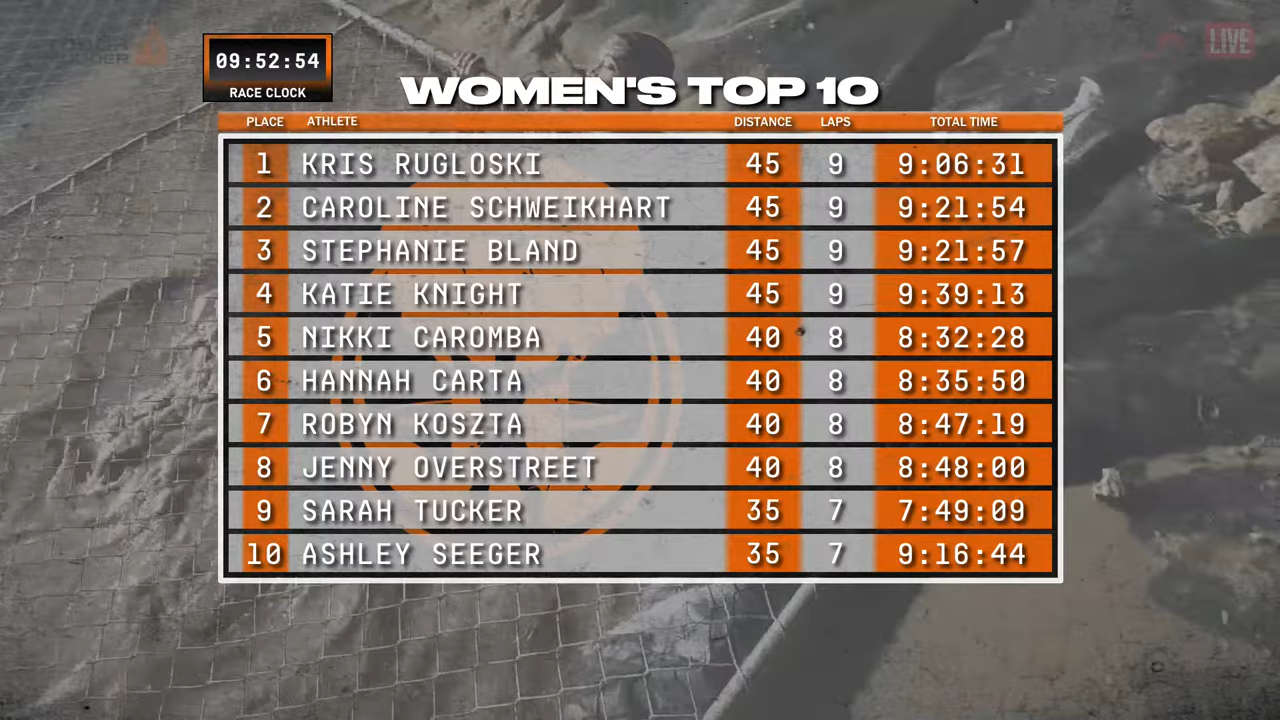 09:52:54
RACE CLOCK
LIVE
WOMEN'S TOP 10
PLACE ATHLETE DISTANCE LAPS TOTAL TIME
1 KRIS RUGLOSKI 45 9 9:06:31
2 CAROLINE SCHWEIKHART 45 9 9:21:54
3 STEPHANIE BLAND 45 9 9:21:57
4 KATIE KNIGHT 45 9 9:39:13
5 NIKKI CAROMBA 40 8 8:32:28
6 HANNAH CARTA 40 8 8:35:50
7 ROBYN KOSZTA 40 8 8:47:19
8 JENNY OVERSTREET 40 8 8:48:00
9 SARAH TUCKER 35 7 7:49:09
10 ASHLEY SEEGER 35 7 9:16:44